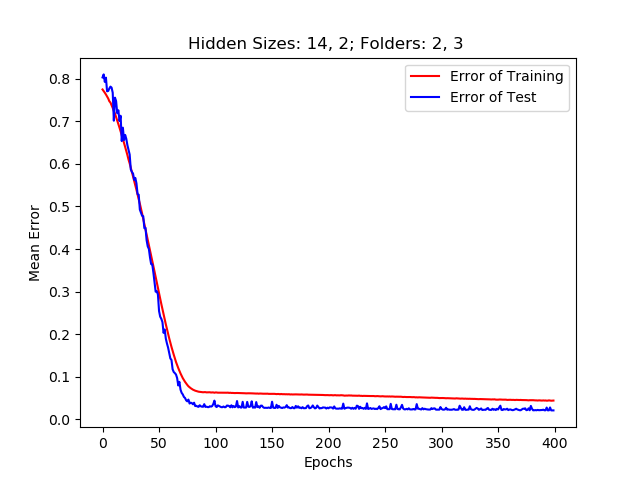 Hidden Sizes: 14, 2; Folders: 2, 3
Error of Training
Error of Test
Mean Error
0.8
0.7
0.6
0.5
0.4
0.3
0.2
0.1
0.0
0 50 100 150 200 250 300 350 400
Epochs